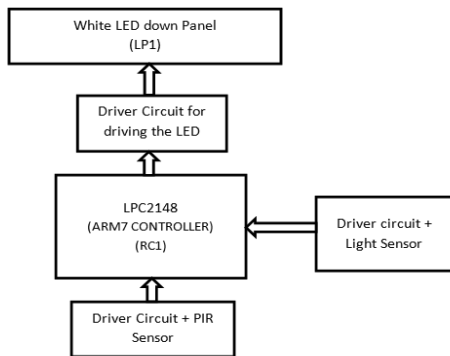 White LED down Panel
(LP1)
Driver Circuit for
driving the LED
LPC2148
(ARM7 CONTROLLER)
(RC1)
Driver circuit +
Light Sensor
Driver Circuit + PIR
Sensor